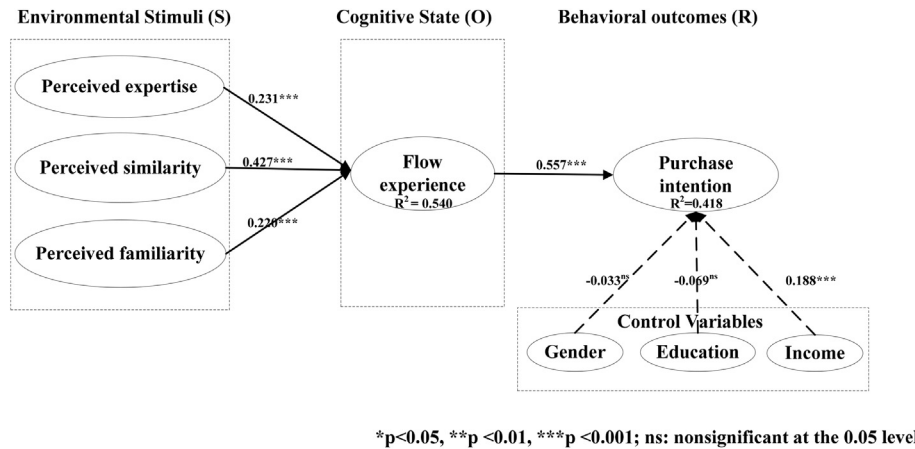 Environmental Stimuli (S)
Cognitive State (O)
Behavioral outcomes (R)
Perceived expertise
0.231***
Perceived similarity
0.427***
Flow
experience
R² = 0.540
0.557***
Purchase
intention
R²=0.418
0.220***
Perceived familiarity
-0.033ns
-0.069ns
0.188***
Control Variables
Gender
Education
Income
*p<0.05, **p <0.01, ***p <0.001; ns: nonsignificant at the 0.05 level